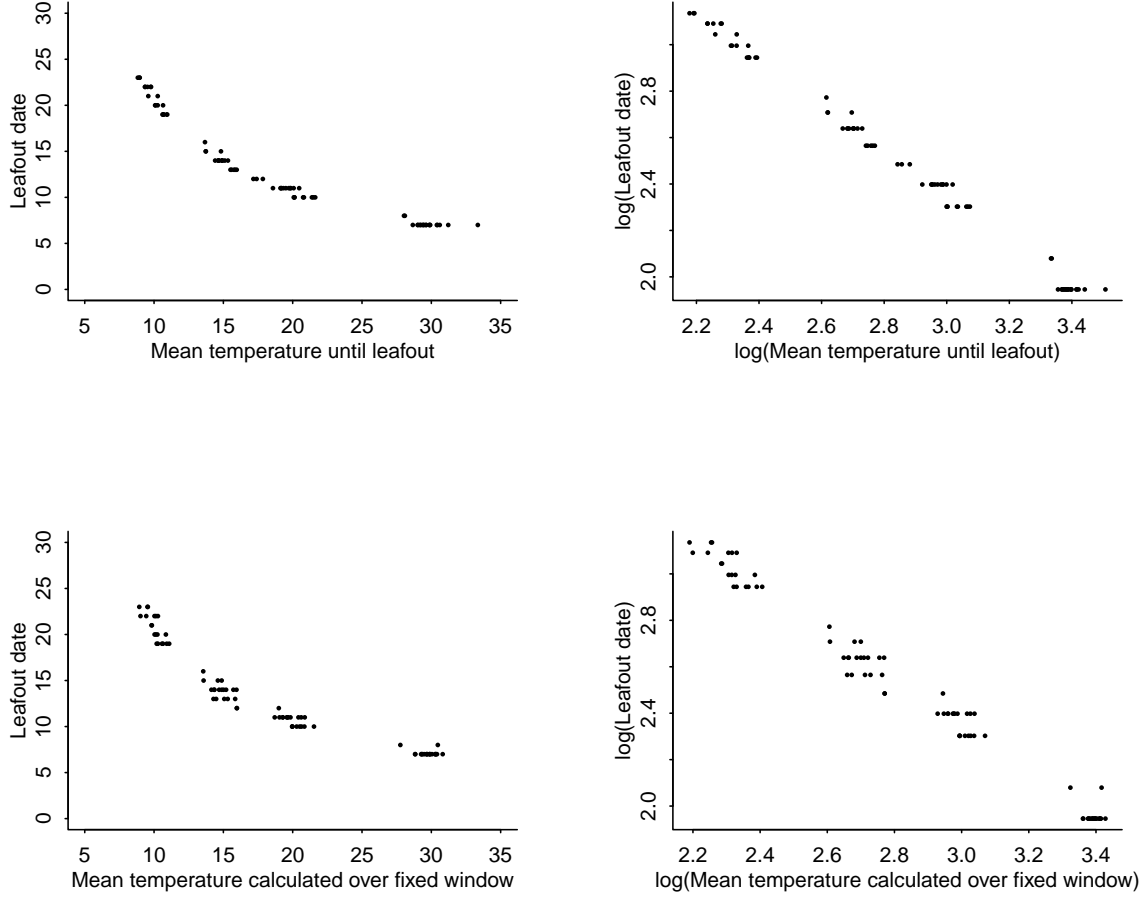 30
25
20
15
10
5
0
Leafout date
5 10 15 20 25 30 35
Mean temperature until leafout
2.8
2.4
2.0
log(Leafout date)
2.2 2.4 2.6 2.8 3.0 3.2 3.4
log(Mean temperature until leafout)
30
25
20
15
10
5
0
Leafout date
5 10 15 20 25 30 35
Mean temperature calculated over fixed window
2.8
2.4
2.0
log(Leafout date)
2.2 2.4 2.6 2.8 3.0 3.2 3.4
log(Mean temperature calculated over fixed window)